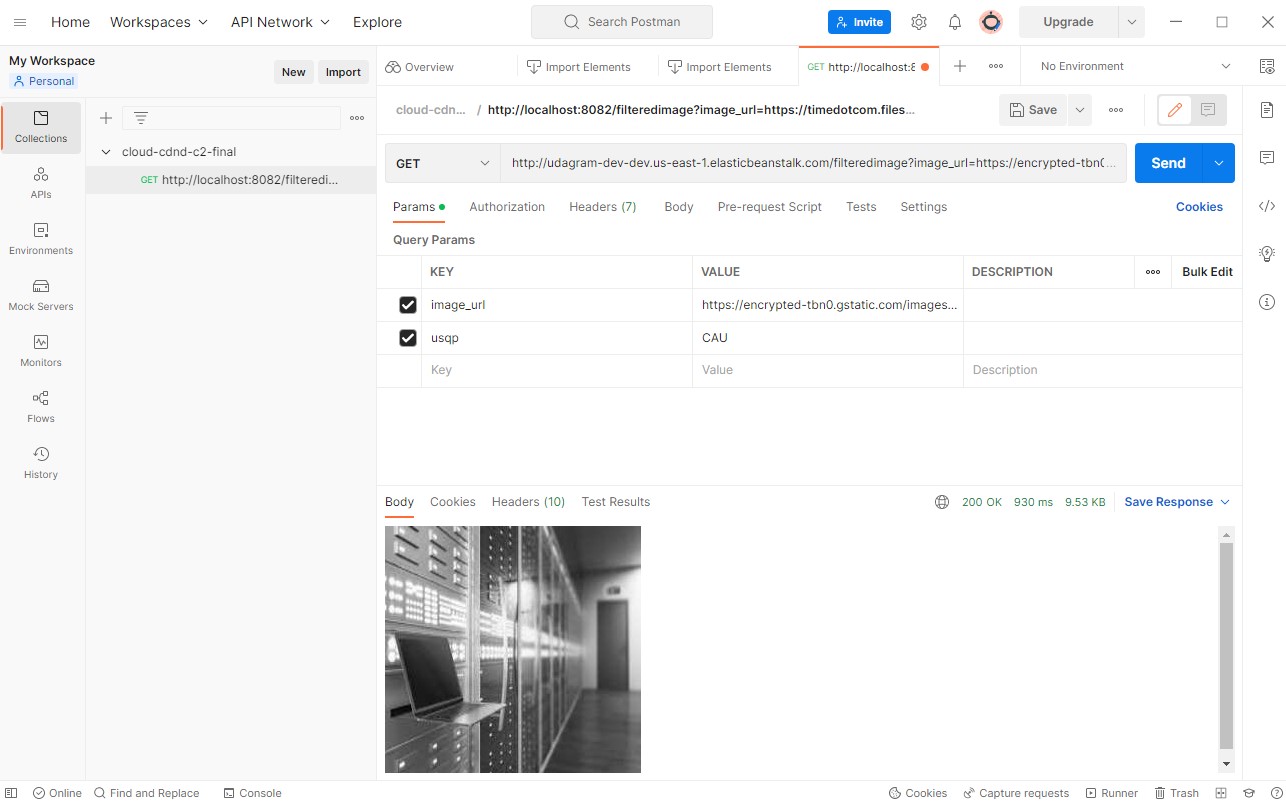 Home Workspaces API Network Explore Search Postman Invite Upgrade
My Workspace
Personal
New Import
Overview Import Elements Import Elements GET http://localhost:8 No Environment
cloud-cdn... / http://localhost:8082/filteredimage?image_url=https://timedotcom.files... Save
Collections
cloud-cdnd-c2-final
GET http://localhost:8082/filteredi...
GET http://udagram-dev-dev.us-east-1.elasticbeanstalk.com/filteredimage?image_url=https://encrypted-tbn0... Send
APIs
Environments
Mock Servers
Monitors
Flows
History
Params Authorization Headers (7) Body Pre-request Script Tests Settings Cookies
Query Params
KEY VALUE DESCRIPTION Bulk Edit
image_url https://encrypted-tbn0.gstatic.com/images...
usqp CAU
Key Value Description
Body Cookies Headers (10) Test Results 200 OK 930 ms 9.53 KB Save Response
Online Find and Replace Console Cookies Capture requests Runner Trash